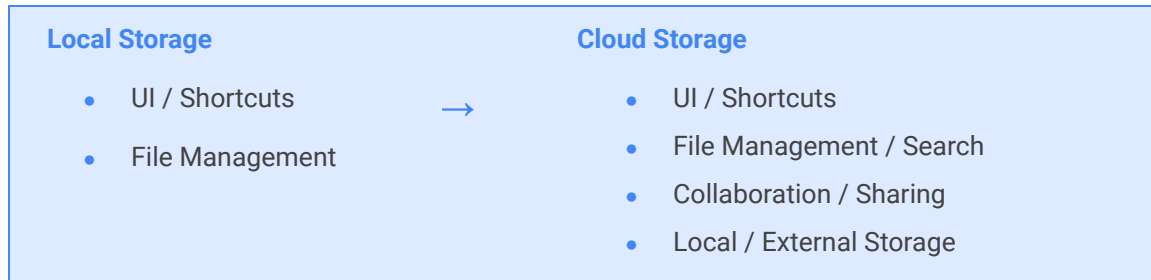 Local Storage
UI / Shortcuts
File Management
→
Cloud Storage
UI / Shortcuts
File Management / Search
Collaboration / Sharing
Local / External Storage